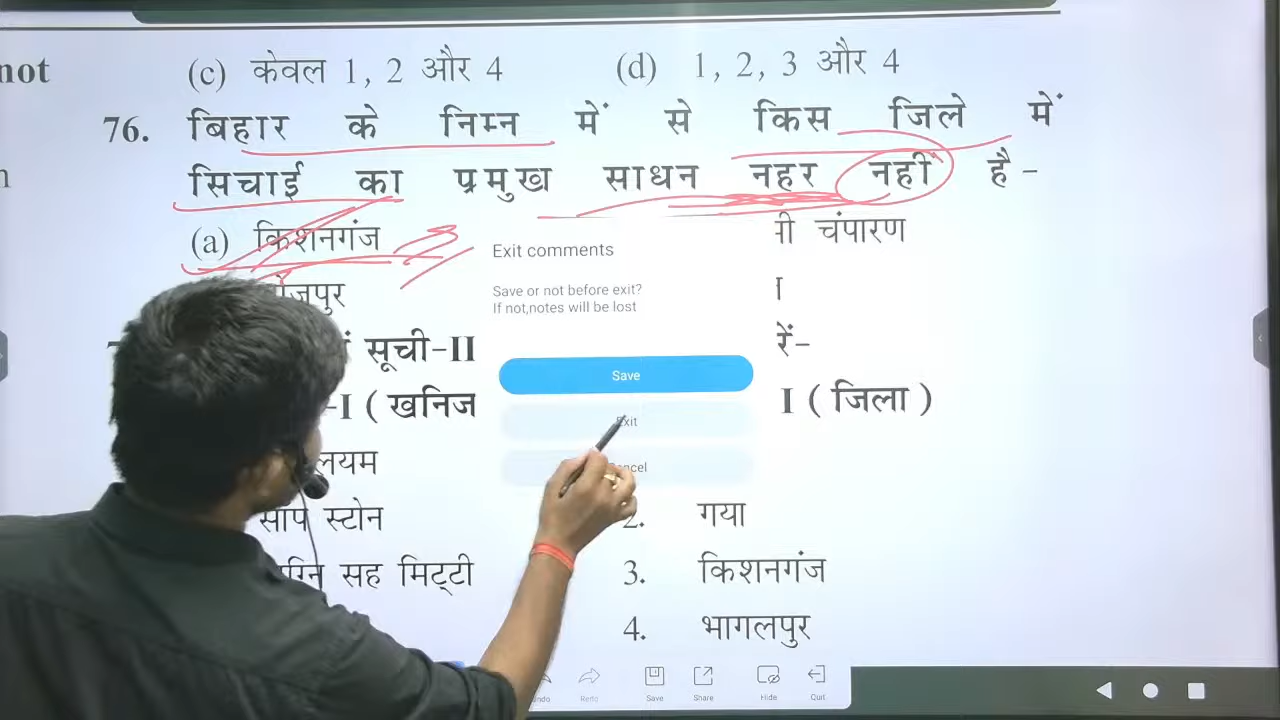 not
(c) केवल 1, 2 और 4 (d) 1, 2, 3 और 4
76. बिहार के निम्न में से किस जिले में
सिचाई का प्रमुख साधन नहर नहीं है-
(a) किशनगंज चंपारण
Exit comments
Save or not before exit?
If not,notes will be lost
सूची-II रें-
Save
-I ( खनिज I ( जिला )
Exit
स्टोन 2. गया
सह मिट्टी 3. किशनगंज
4. भागलपुर
Redo Save Share Hide Quit